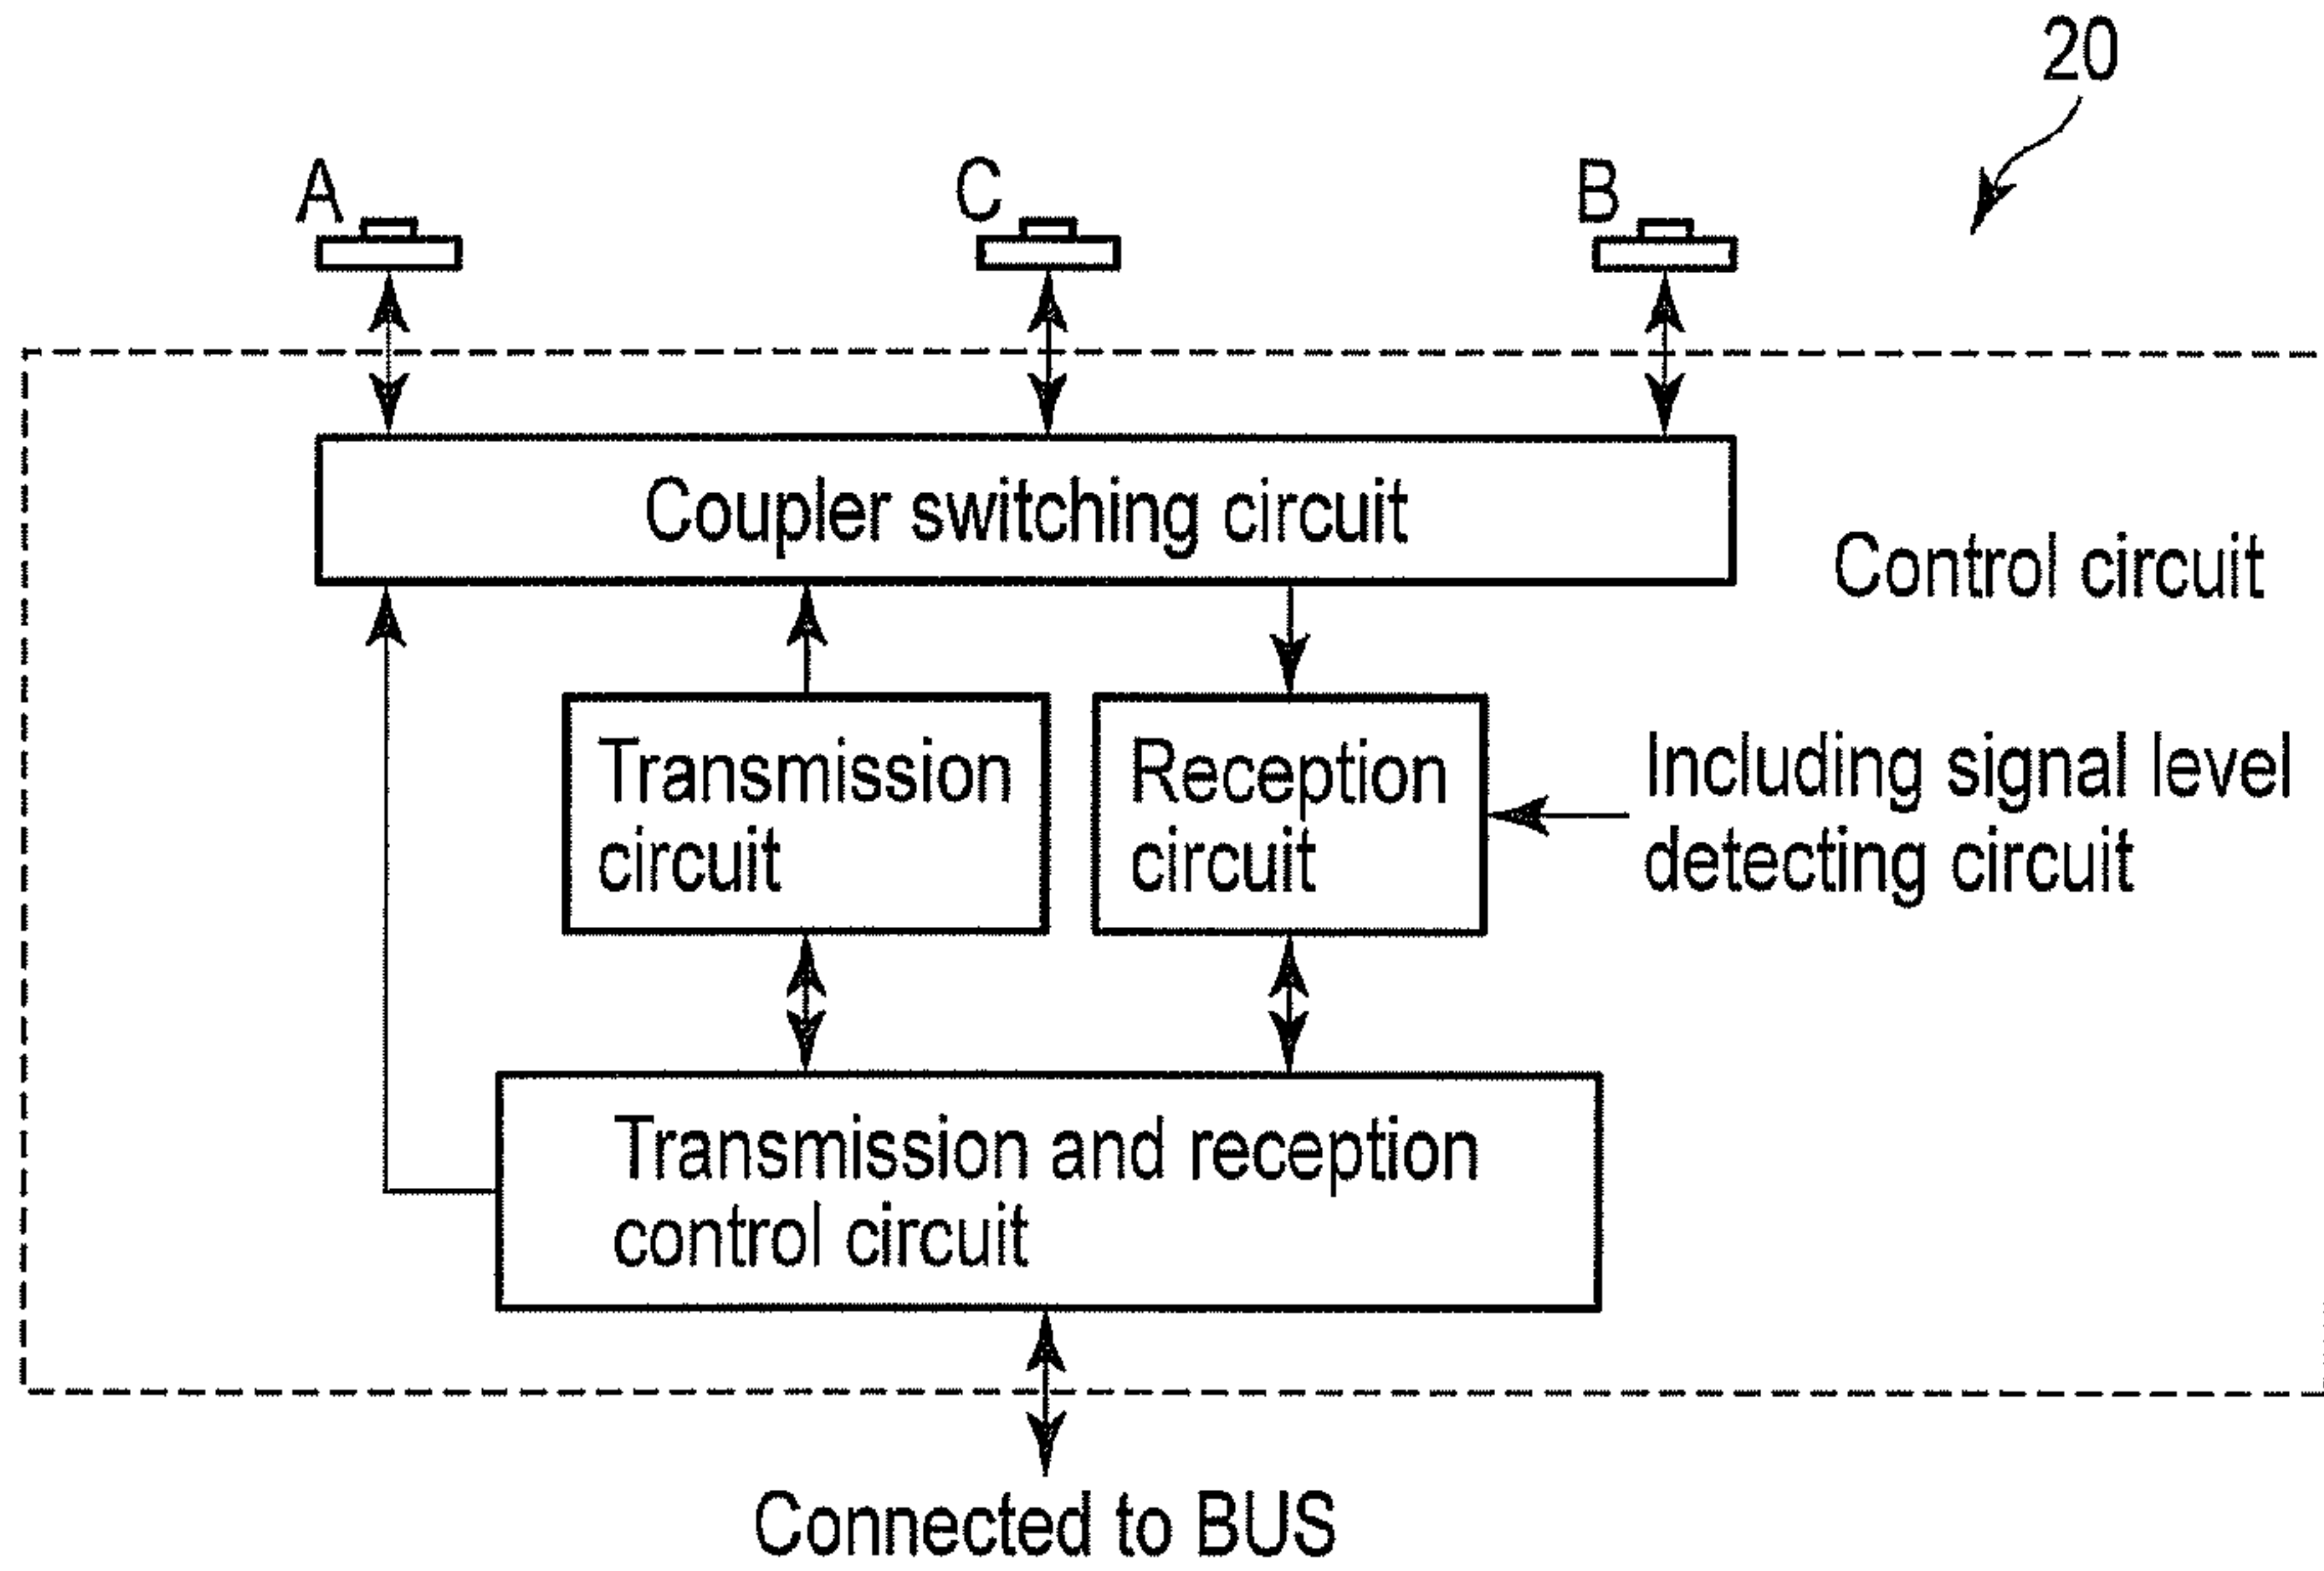 20
A
C
B
Coupler switching circuit
Control circuit
Transmission
circuit
Reception
circuit
Including signal level
detecting circuit
Transmission and reception
control circuit
Connected to BUS